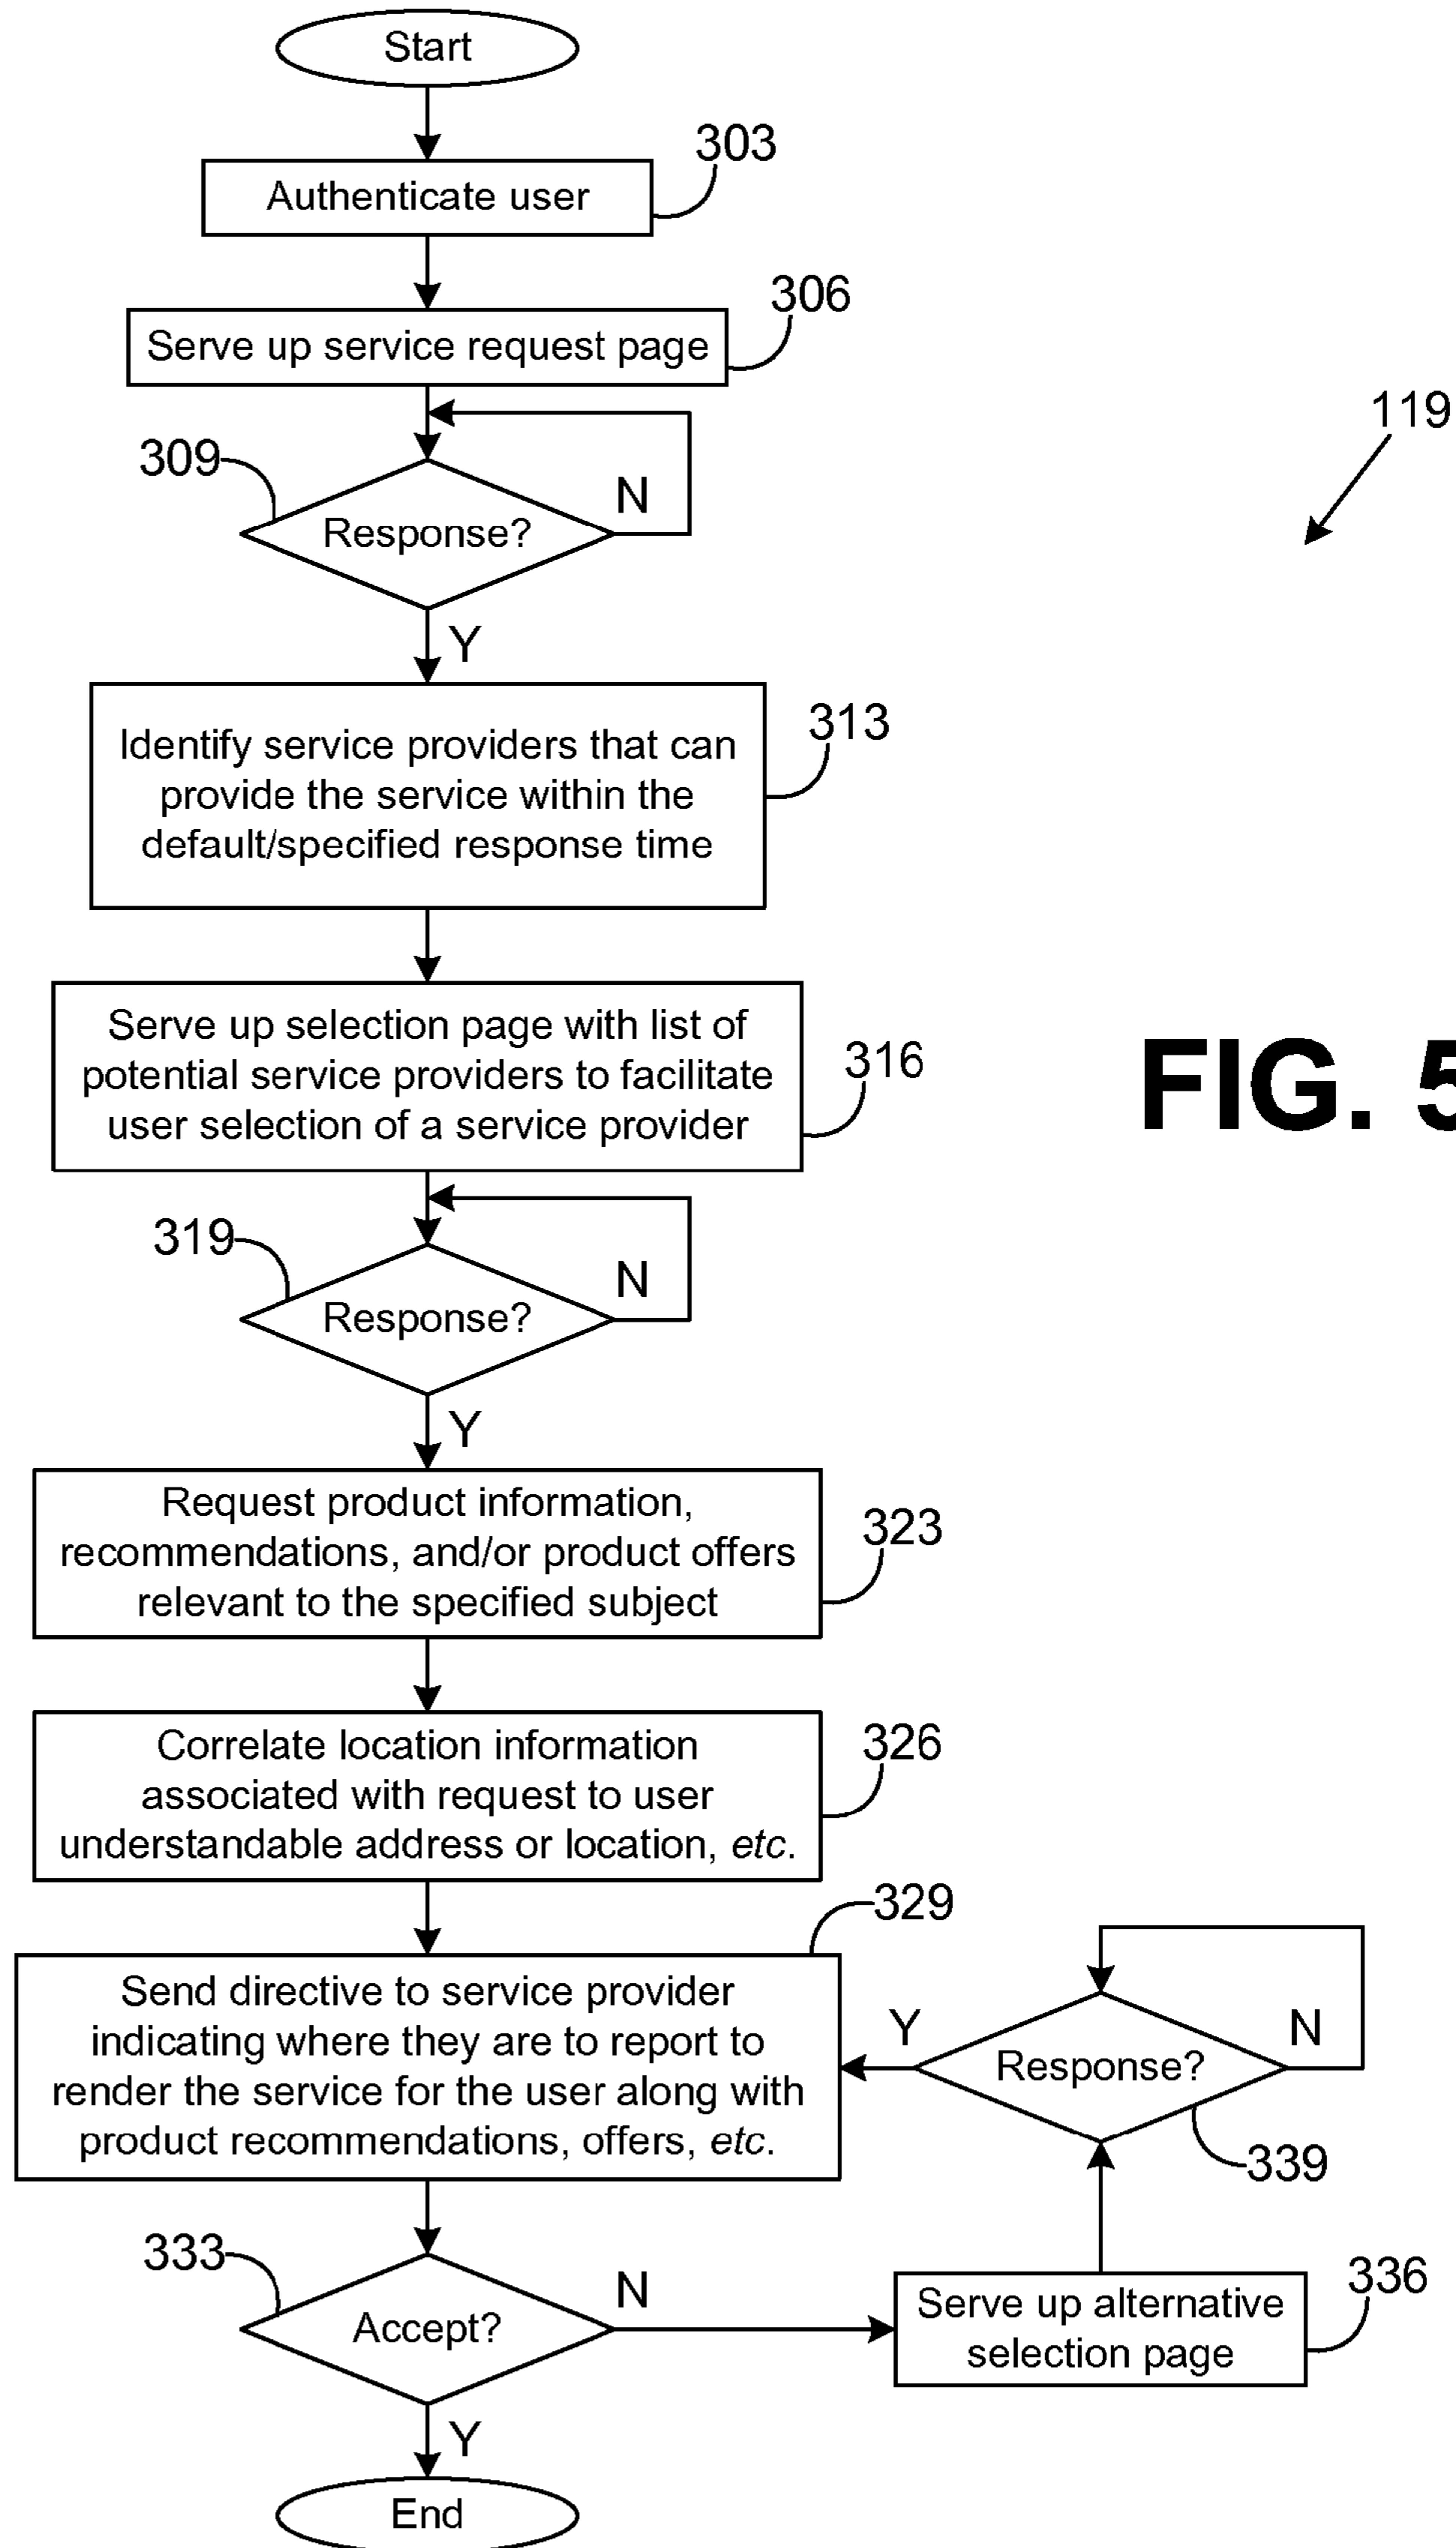 Start
303
Authenticate user
306
Serve up service request page
119
309
Response?
N
Y
313
Identify service providers that can
provide the service within the
default/specified response time
316
Serve up selection page with list of
potential service providers to facilitate
user selection of a service provider
FIG. 5
319
Response?
N
Y
323
Request product information,
recommendations, and/or product offers
relevant to the specified subject
326
Correlate location information
associated with request to user
understandable address or location, etc.
329
Send directive to service provider
indicating where they are to report to
render the service for the user along with
product recommendations, offers, etc.
Y
Response?
N
339
333
Accept?
N
336
Serve up alternative
selection page
Y
End